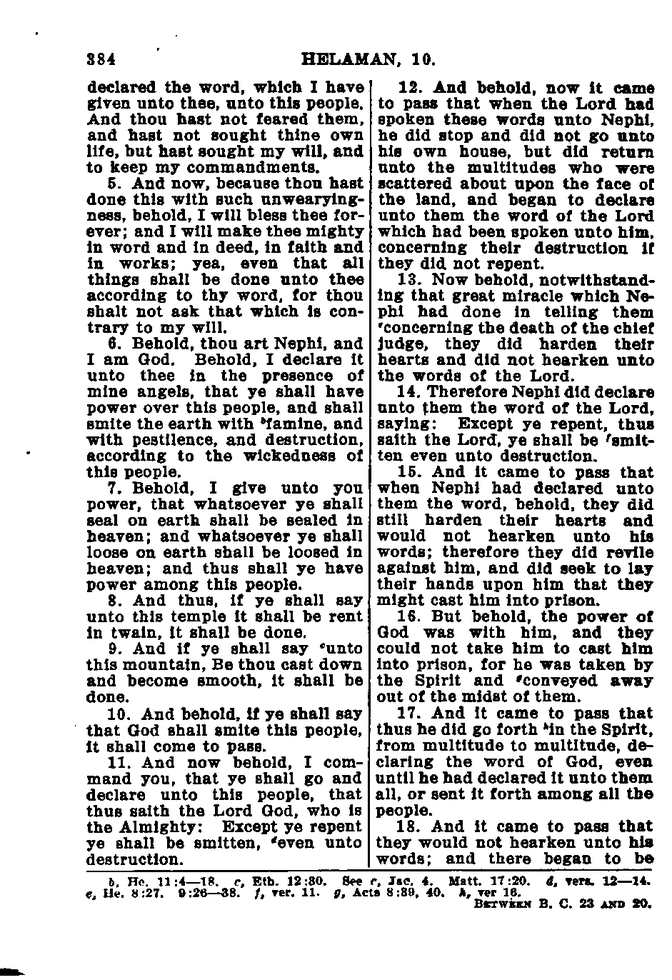 384 HELAMAN, 10.
declared the word, which I have
given unto thee, unto this people.
And thou hast not feared them,
and hast not sought thine own
life, but hast sought my will, and
to keep my commandments.
5. And now, because thou hast
done this with such unwearying-
ness, behold, I will bless thee for-
ever; and I will make thee mighty
in word and in deed, in faith and
in works; yea, even that all
things shall be done unto thee
according to thy word, for thou
shalt not ask that which is con-
trary to my will.
6. Behold, thou art Nephi, and
I am God. Behold, I declare it
unto thee in the presence of
mine angels, that ye shall have
power over this people, and shall
smite the earth with ᵇfamine, and
with pestilence, and destruction,
according to the wickedness of
this people.
7. Behold, I give unto you
power, that whatsoever ye shall
seal on earth shall be sealed in
heaven; and whatsoever ye shall
loose on earth shall be loosed in
heaven; and thus shall ye have
power among this people.
8. And thus, if ye shall say
unto this temple it shall be rent
in twain, it shall be done.
9. And if ye shall say ᶜunto
this mountain, Be thou cast down
and become smooth, it shall be
done.
10. And behold, if ye shall say
that God shall smite this people,
it shall come to pass.
11. And now behold, I com-
mand you, that ye shall go and
declare unto this people, that
thus saith the Lord God, who is
the Almighty: Except ye repent
ye shall be smitten, ᵈeven unto
destruction.
12. And behold, now it came
to pass that when the Lord had
spoken these words unto Nephi,
he did stop and did not go unto
his own house, but did return
unto the multitudes who were
scattered about upon the face of
the land, and began to declare
unto them the word of the Lord
which had been spoken unto him,
concerning their destruction if
they did not repent.
13. Now behold, notwithstand-
ing that great miracle which Ne-
phi had done in telling them
ᵉconcerning the death of the chief
judge, they did harden their
hearts and did not hearken unto
the words of the Lord.
14. Therefore Nephi did declare
unto them the word of the Lord,
saying: Except ye repent, thus
saith the Lord, ye shall be ᶠsmit-
ten even unto destruction.
15. And it came to pass that
when Nephi had declared unto
them the word, behold, they did
still harden their hearts and
would not hearken unto his
words; therefore they did revile
against him, and did seek to lay
their hands upon him that they
might cast him into prison.
16. But behold, the power of
God was with him, and they
could not take him to cast him
into prison, for he was taken by
the Spirit and ᵍconveyed away
out of the midst of them.
17. And it came to pass that
thus he did go forth ʰin the Spirit,
from multitude to multitude, de-
claring the word of God, even
until he had declared it unto them
all, or sent it forth among all the
people.
18. And it came to pass that
they would not hearken unto his
words; and there began to be
b, He. 11:4—18. c, Eth. 12:30. See e, Jac. 4. Matt. 17:20. d, vers. 12—14.
e, He. 8:27. 9:26—38. f, ver. 11. g, Acts 8:39, 40. h, ver 16.
BETWEEN B. C. 23 AND 20.